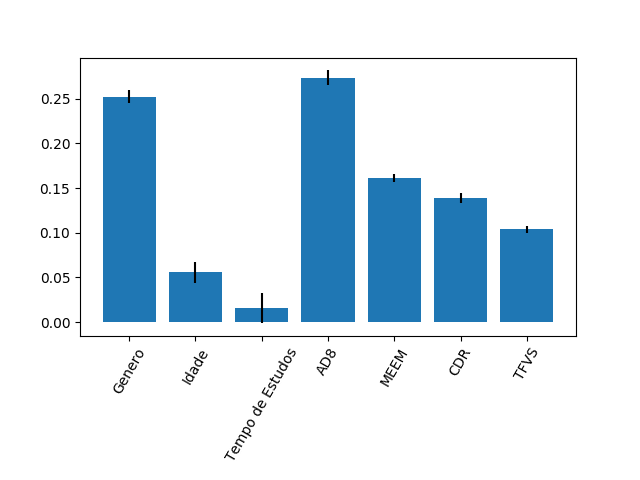 0.25
0.20
0.15
0.10
0.05
0.00
Genero
Idade
Tempo de Estudos
AD8
MEEM
CDR
TFVS